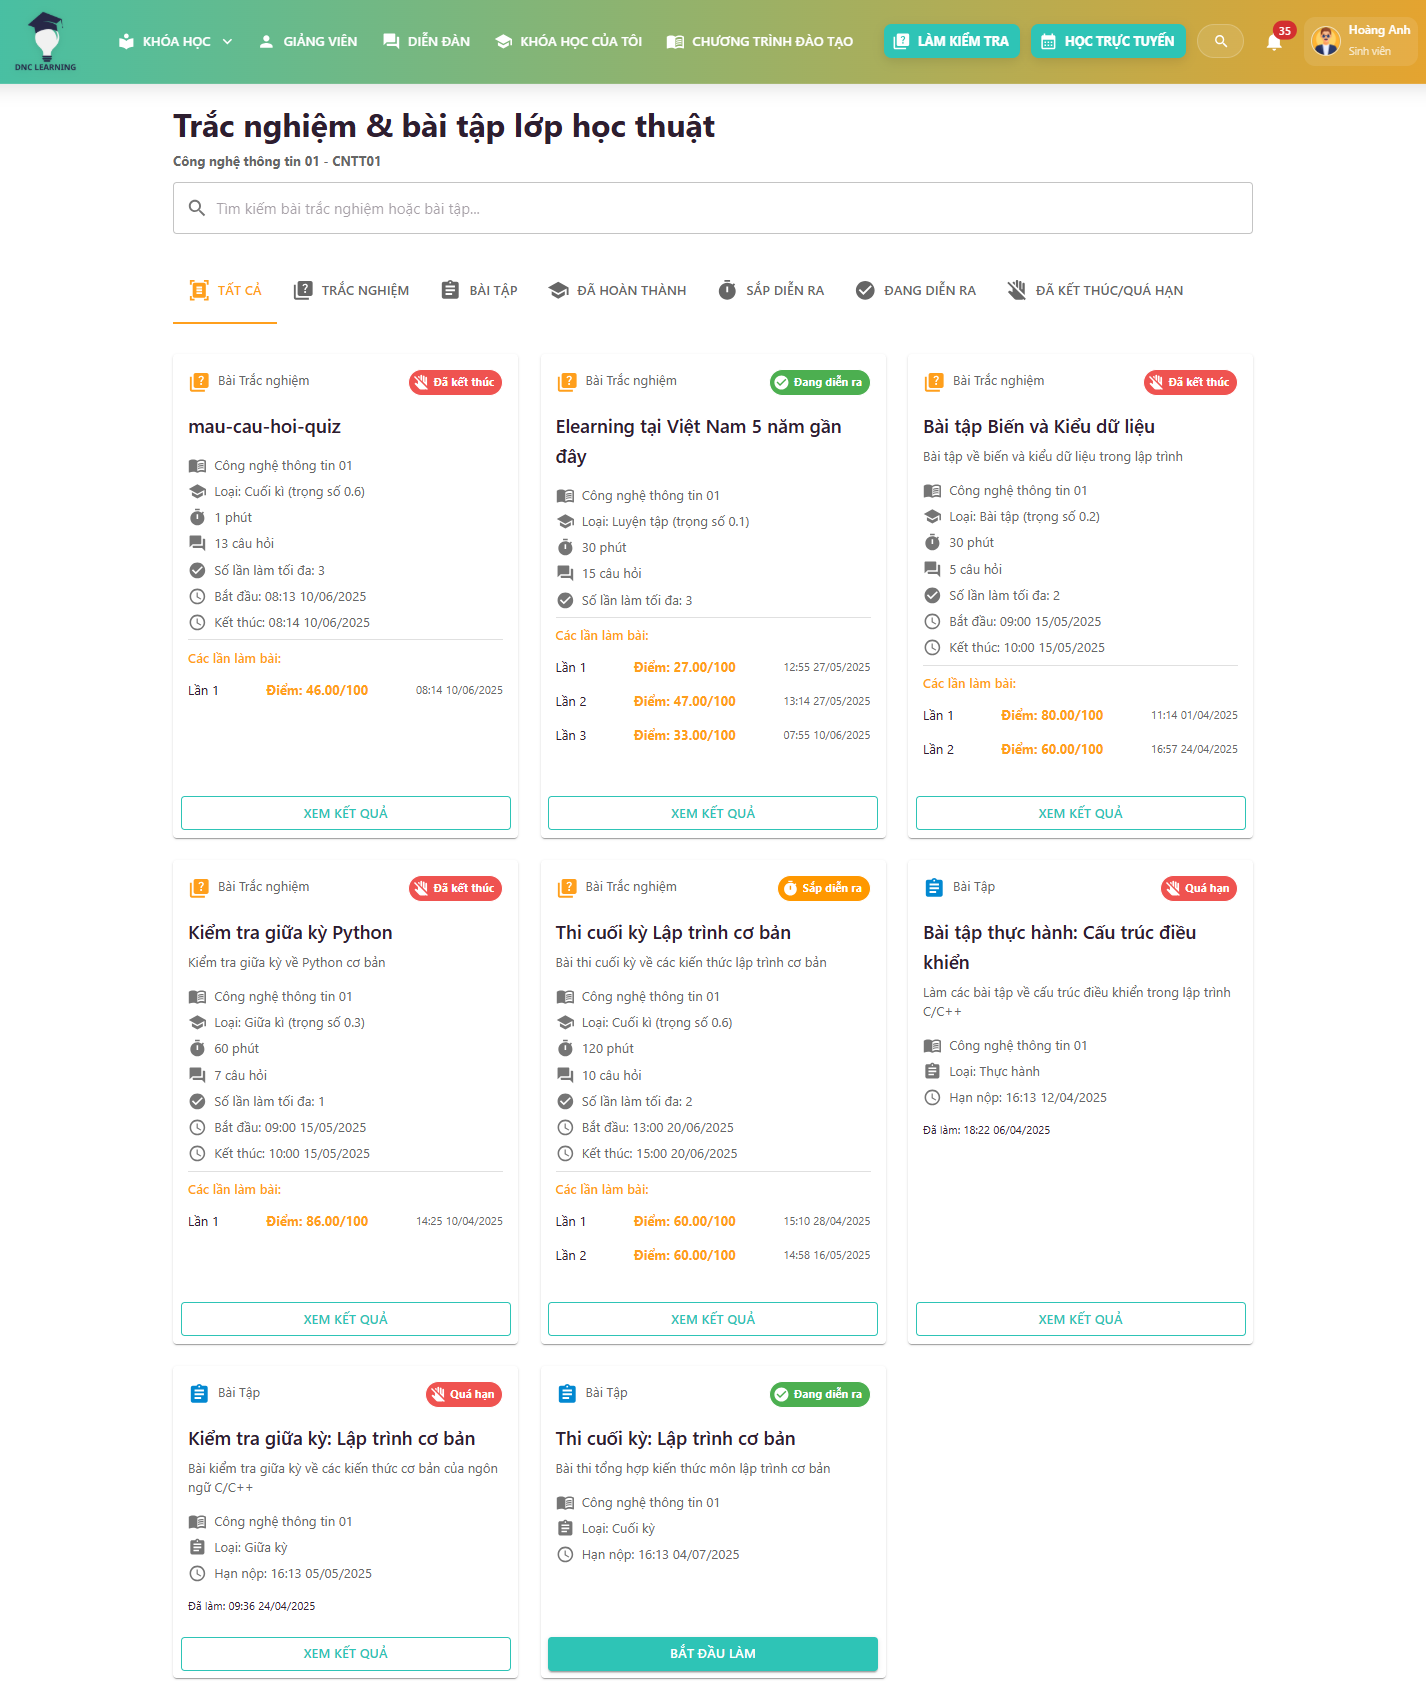 DNC LEARNING
KHÓA HỌC
GIẢNG VIÊN
DIỄN ĐÀN
KHÓA HỌC CỦA TÔI
CHƯƠNG TRÌNH ĐÀO TẠO
LÀM KIỂM TRA
HỌC TRỰC TUYẾN
35
Hoàng Anh
Sinh viên
Trắc nghiệm & bài tập lớp học thuật
Công nghệ thông tin 01 - CNTT01
Tìm kiếm bài trắc nghiệm hoặc bài tập...
TẤT CẢ
TRẮC NGHIỆM
BÀI TẬP
ĐÃ HOÀN THÀNH
SẮP DIỄN RA
ĐANG DIỄN RA
ĐÃ KẾT THÚC/QUÁ HẠN
Bài Trắc nghiệm
Đã kết thúc
mau-cau-hoi-quiz
Công nghệ thông tin 01
Loại: Cuối kì (trọng số 0.6)
1 phút
13 câu hỏi
Số lần làm tối đa: 3
Bắt đầu: 08:13 10/06/2025
Kết thúc: 08:14 10/06/2025
Các lần làm bài:
Lần 1 Điểm: 46.00/100 08:14 10/06/2025
XEM KẾT QUẢ
Bài Trắc nghiệm
Đang diễn ra
Elearning tại Việt Nam 5 năm gần
đây
Công nghệ thông tin 01
Loại: Luyện tập (trọng số 0.1)
30 phút
15 câu hỏi
Số lần làm tối đa: 3
Các lần làm bài:
Lần 1 Điểm: 27.00/100 12:55 27/05/2025
Lần 2 Điểm: 47.00/100 13:14 27/05/2025
Lần 3 Điểm: 33.00/100 07:55 10/06/2025
XEM KẾT QUẢ
Bài Trắc nghiệm
Đã kết thúc
Bài tập Biến và Kiểu dữ liệu
Bài tập về biến và kiểu dữ liệu trong lập trình
Công nghệ thông tin 01
Loại: Bài tập (trọng số 0.2)
30 phút
5 câu hỏi
Số lần làm tối đa: 2
Bắt đầu: 09:00 15/05/2025
Kết thúc: 10:00 15/05/2025
Các lần làm bài:
Lần 1 Điểm: 80.00/100 11:14 01/04/2025
Lần 2 Điểm: 60.00/100 16:57 24/04/2025
XEM KẾT QUẢ
Bài Trắc nghiệm
Đã kết thúc
Kiểm tra giữa kỳ Python
Kiểm tra giữa kỳ về Python cơ bản
Công nghệ thông tin 01
Loại: Giữa kì (trọng số 0.3)
60 phút
7 câu hỏi
Số lần làm tối đa: 1
Bắt đầu: 09:00 15/05/2025
Kết thúc: 10:00 15/05/2025
Các lần làm bài:
Lần 1 Điểm: 86.00/100 14:25 10/04/2025
XEM KẾT QUẢ
Bài Trắc nghiệm
Sắp diễn ra
Thi cuối kỳ Lập trình cơ bản
Bài thi cuối kỳ về các kiến thức lập trình cơ bản
Công nghệ thông tin 01
Loại: Cuối kì (trọng số 0.6)
120 phút
10 câu hỏi
Số lần làm tối đa: 2
Bắt đầu: 13:00 20/06/2025
Kết thúc: 15:00 20/06/2025
Các lần làm bài:
Lần 1 Điểm: 60.00/100 15:10 28/04/2025
Lần 2 Điểm: 60.00/100 14:58 16/05/2025
XEM KẾT QUẢ
Bài Tập
Quá hạn
Bài tập thực hành: Cấu trúc điều
khiển
Làm các bài tập về cấu trúc điều khiển trong lập trình
C/C++
Công nghệ thông tin 01
Loại: Thực hành
Hạn nộp: 16:13 12/04/2025
Đã làm: 18:22 06/04/2025
XEM KẾT QUẢ
Bài Tập
Quá hạn
Kiểm tra giữa kỳ: Lập trình cơ bản
Bài kiểm tra giữa kỳ về các kiến thức cơ bản của ngôn
ngữ C/C++
Công nghệ thông tin 01
Loại: Giữa kỳ
Hạn nộp: 16:13 05/05/2025
Đã làm: 09:36 24/04/2025
XEM KẾT QUẢ
Bài Tập
Đang diễn ra
Thi cuối kỳ: Lập trình cơ bản
Bài thi tổng hợp kiến thức môn lập trình cơ bản
Công nghệ thông tin 01
Loại: Cuối kỳ
Hạn nộp: 16:13 04/07/2025
BẮT ĐẦU LÀM